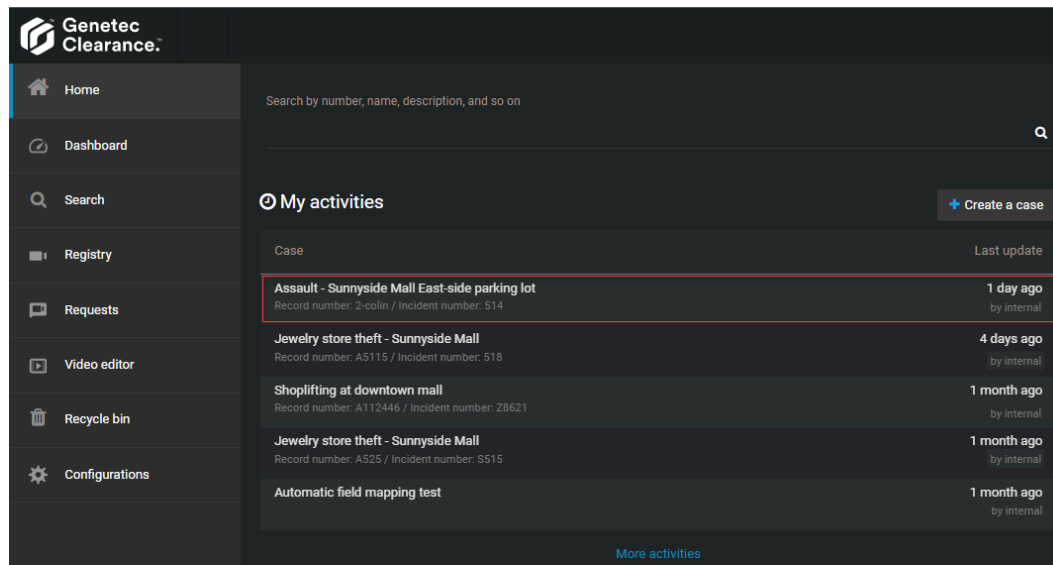 Genetec
Clearance.™
Home
Dashboard
Search
Registry
Requests
Video editor
Recycle bin
Configurations
Search by number, name, description, and so on
My activities
+ Create a case
Case Last update
Assault - Sunnyside Mall East-side parking lot 1 day ago
Record number: 2-colin / Incident number: 514 by internal
Jewelry store theft - Sunnyside Mall 4 days ago
Record number: A5115 / Incident number: 518 by internal
Shoplifting at downtown mall 1 month ago
Record number: A112446 / Incident number: Z8621 by internal
Jewelry store theft - Sunnyside Mall 1 month ago
Record number: A525 / Incident number: S515 by internal
Automatic field mapping test 1 month ago
by internal
More activities